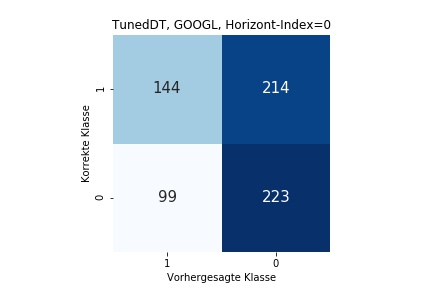 TunedDT, GOOGL, Horizont-Index=0
Korrekte Klasse
1
144
214
0
99
223
1
0
Vorhergesagte Klasse